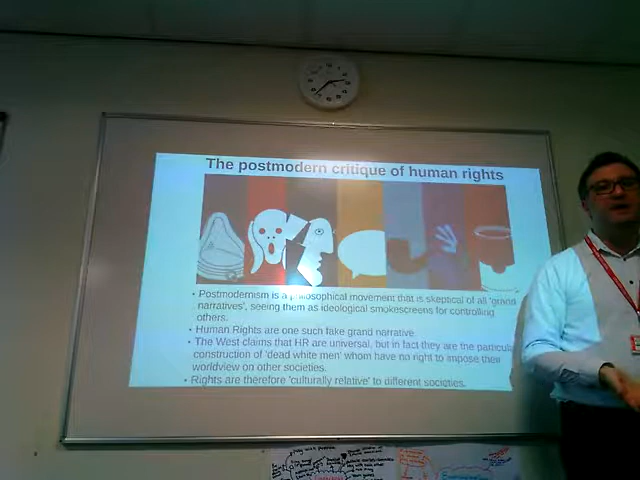 The postmodern critique of human rights
• Postmodernism is a philosophical movement that is skeptical of all 'grand
narratives', seeing them as ideological smokescreens for controlling
others.
• Human Rights are one such fake grand narrative
• The West claims that HR are universal, but in fact they are the particula
construction of 'dead white men' whom have no right to impose their
worldview on other societies.
• Rights are therefore 'culturally relative' to different societies.